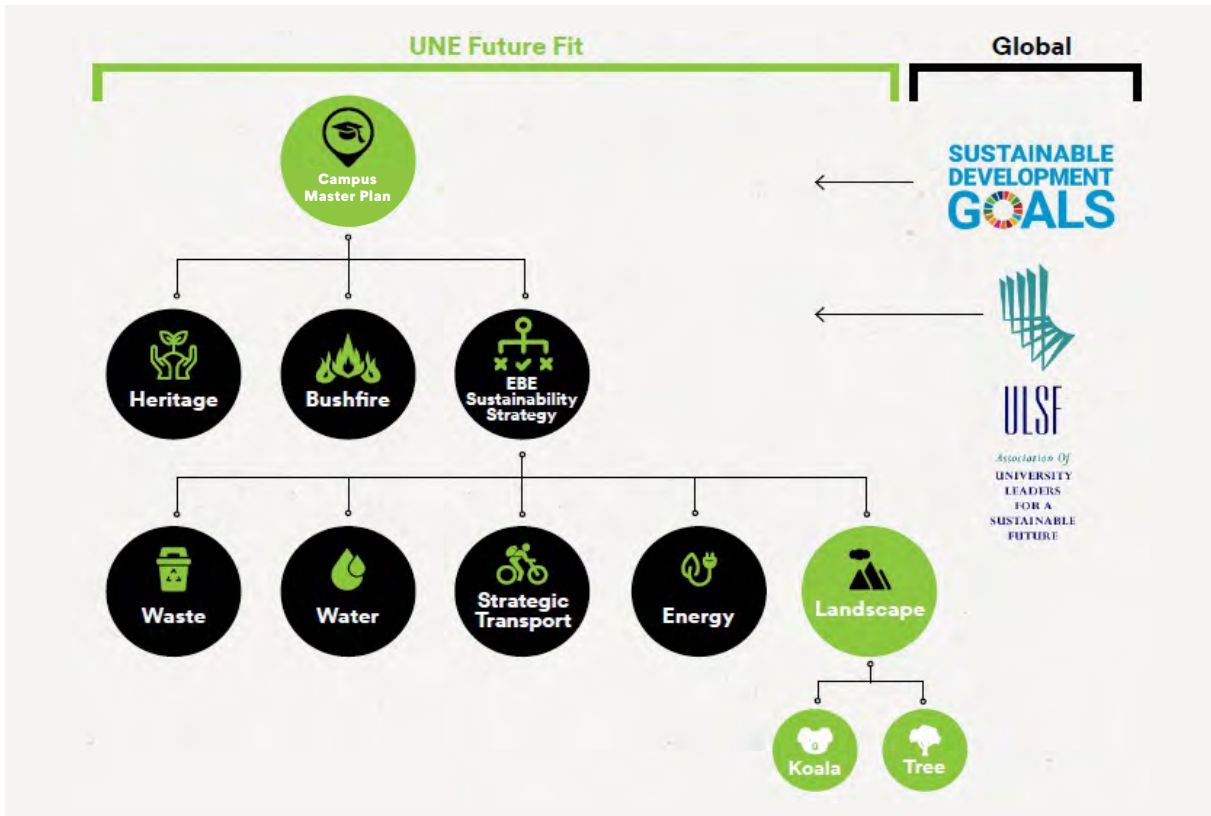 UNE Future Fit
Global
Campus
Master Plan
SUSTAINABLE
DEVELOPMENT
GOALS
Heritage
Bushfire
EBE
Sustainability
Strategy
ULSF
Association Of
UNIVERSITY
LEADERS
FOR A
SUSTAINABLE
FUTURE
Waste
Water
Strategic
Transport
Energy
Landscape
Koala
Tree